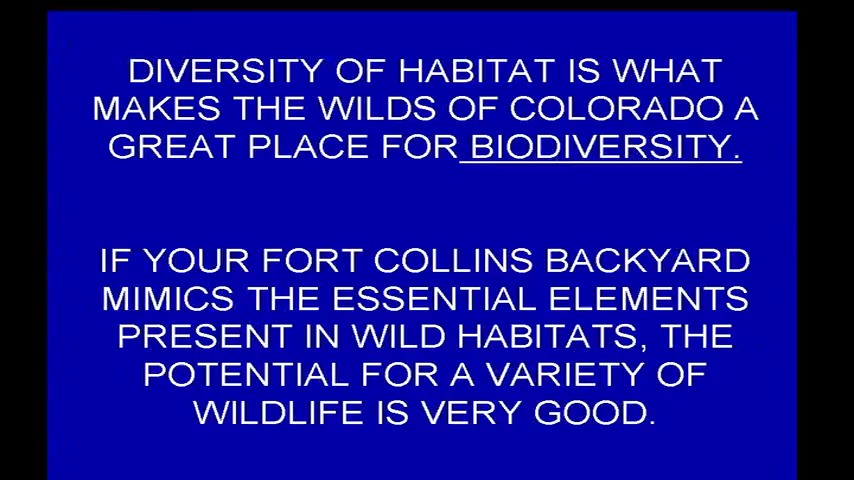 DIVERSITY OF HABITAT IS WHAT
MAKES THE WILDS OF COLORADO A
GREAT PLACE FOR BIODIVERSITY.
IF YOUR FORT COLLINS BACKYARD
MIMICS THE ESSENTIAL ELEMENTS
PRESENT IN WILD HABITATS, THE
POTENTIAL FOR A VARIETY OF
WILDLIFE IS VERY GOOD.